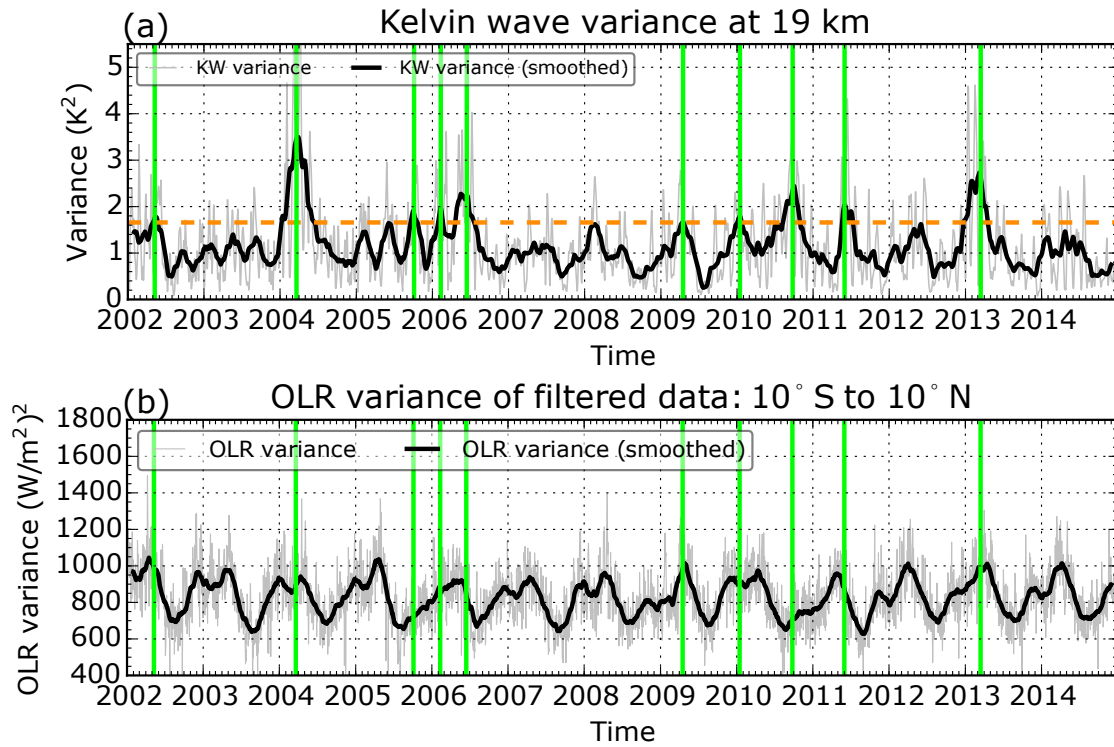 (a) Kelvin wave variance at 19 km
KW variance KW variance (smoothed)
Variance (K²)
5
4
3
2
1
0
2002 2003 2004 2005 2006 2007 2008 2009 2010 2011 2012 2013 2014
Time
(b) OLR variance of filtered data: 10° S to 10° N
OLR variance OLR variance (smoothed)
OLR variance (W/m²)²
1800
1600
1400
1200
1000
800
600
400
2002 2003 2004 2005 2006 2007 2008 2009 2010 2011 2012 2013 2014
Time